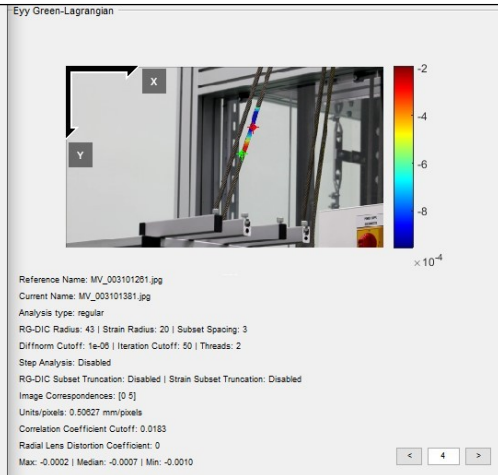 Eyy Green-Lagrangian
X
Y
-2
-4
-6
-8
×10-4
Reference Name: MV_003101261.jpg
Current Name: MV_003101381.jpg
Analysis type: regular
RG-DIC Radius: 43 | Strain Radius: 20 | Subset Spacing: 3
Diffnorm Cutoff: 1e-06 | Iteration Cutoff: 50 | Threads: 2
Step Analysis: Disabled
RG-DIC Subset Truncation: Disabled | Strain Subset Truncation: Disabled
Image Correspondences: [0 5]
Units/pixels: 0.50627 mm/pixels
Correlation Coefficient Cutoff: 0.0183
Radial Lens Distortion Coefficient: 0
Max: -0.0002 | Median: -0.0007 | Min: -0.0010
< 4 >